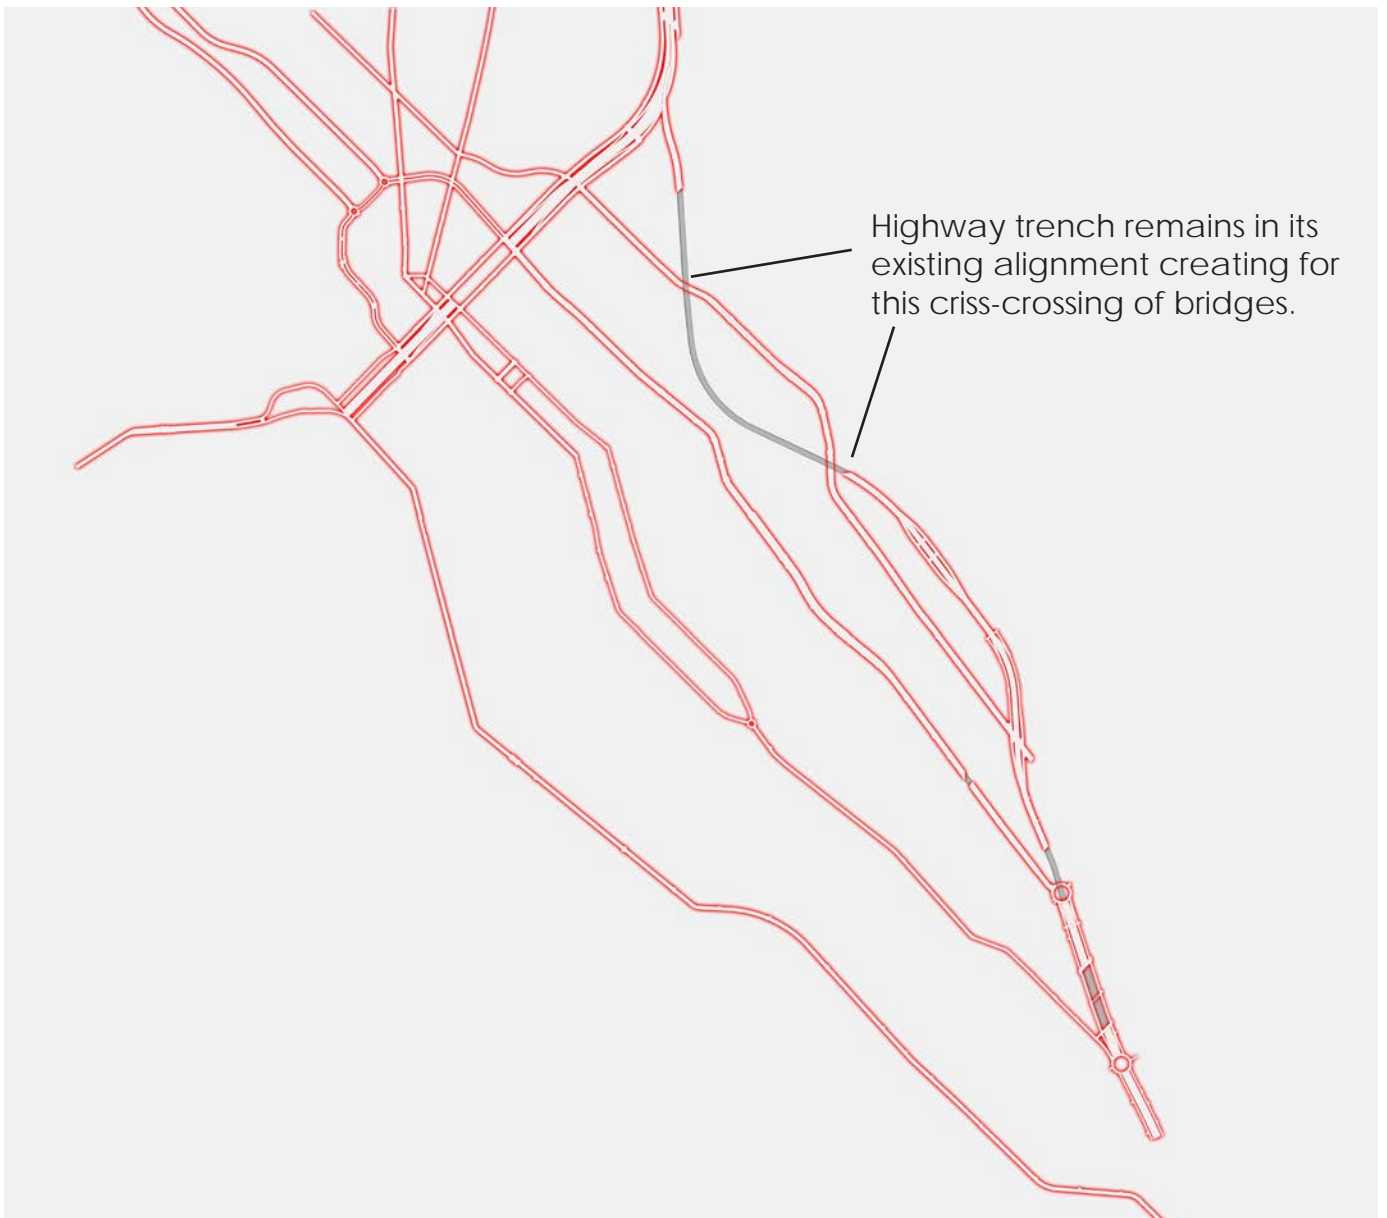 Highway trench remains in its
existing alignment creating for
this criss-crossing of bridges.